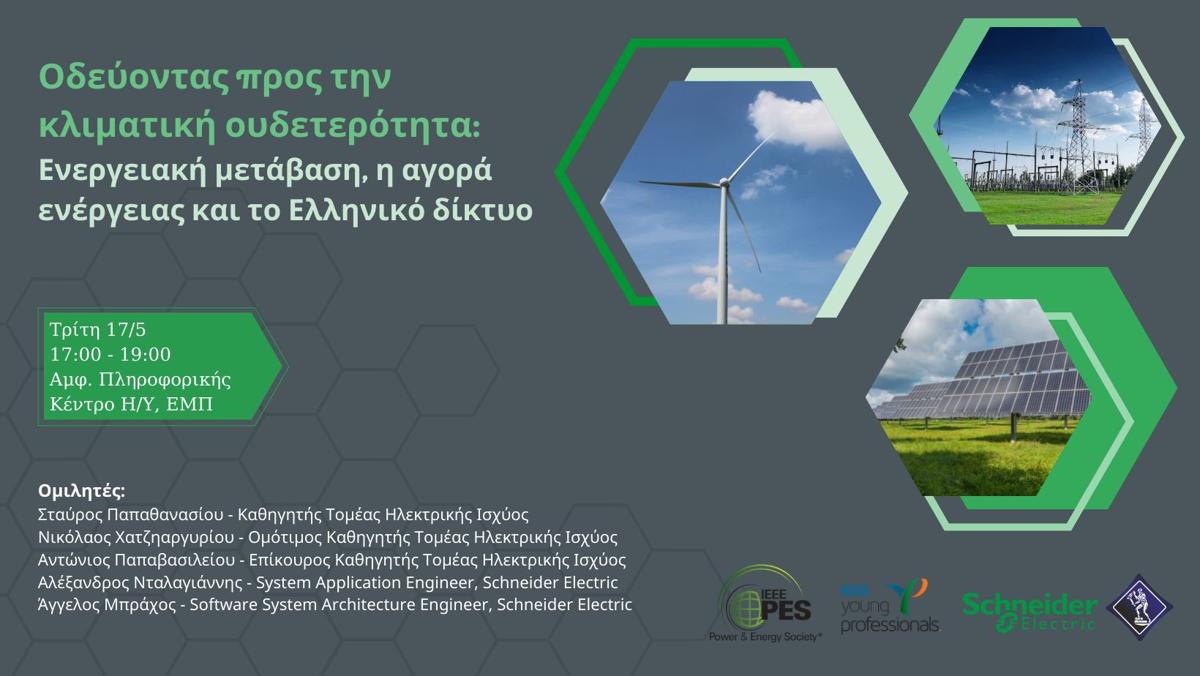 Οδεύοντας προς την
κλιματική ουδετερότητα:
Ενεργειακή μετάβαση, η αγορά
ενέργειας και το Ελληνικό δίκτυο
Τρίτη 17/5
17:00 - 19:00
Αμφ. Πληροφορικής
Κέντρο Η/Υ, ΕΜΠ
Ομιλητές:
Σταύρος Παπαθανασίου - Καθηγητής Τομέας Ηλεκτρικής Ισχύος
Νικόλαος Χατζηαργυρίου - Ομότιμος Καθηγητής Τομέας Ηλεκτρικής Ισχύος
Αντώνιος Παπαβασιλείου - Επίκουρος Καθηγητής Τομέας Ηλεκτρικής Ισχύος
Αλέξανδρος Νταλαγιάννης - System Application Engineer, Schneider Electric
Άγγελος Μπράχος - Software System Architecture Engineer, Schneider Electric
IEEE
PES
Power & Energy Society®
IEEE
young
professionals
Schneider
Electric